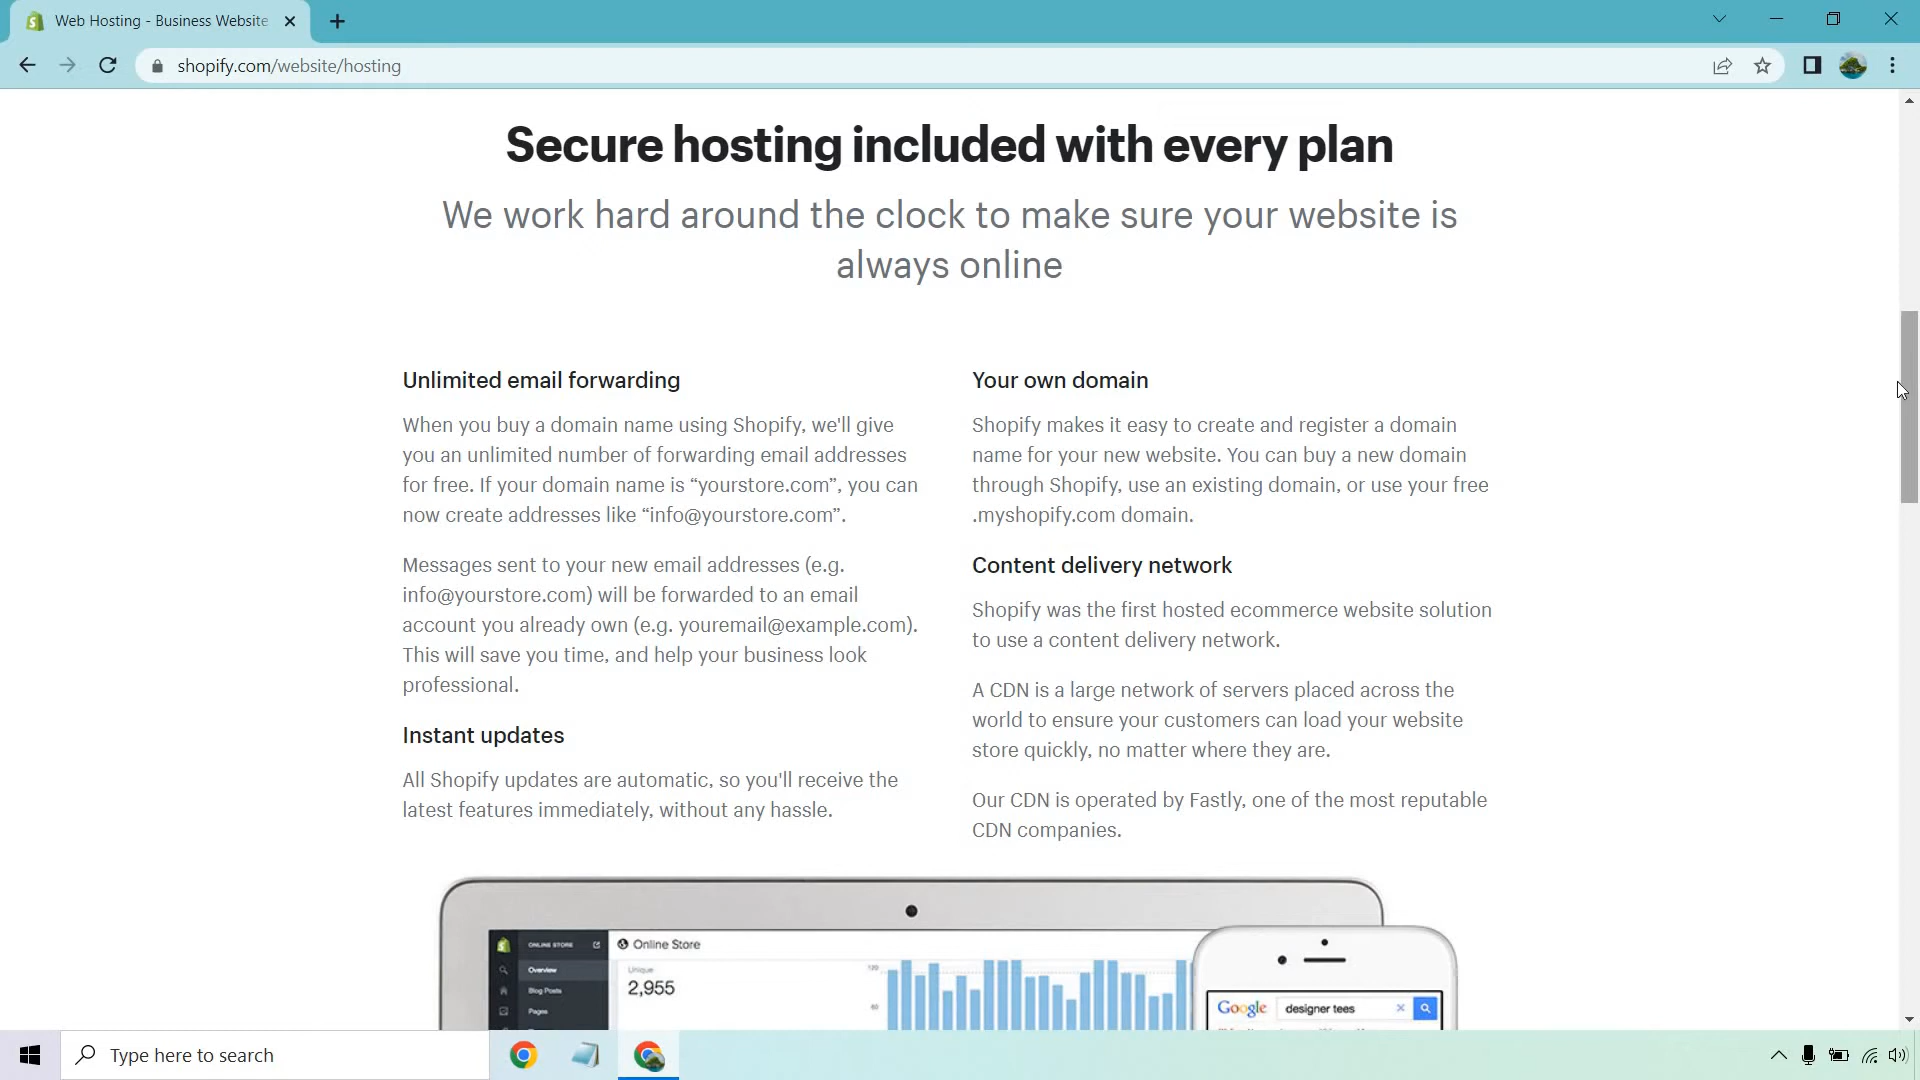 Web Hosting - Business Website
shopify.com/website/hosting
Secure hosting included with every plan
We work hard around the clock to make sure your website is
always online
Unlimited email forwarding
When you buy a domain name using Shopify, we'll give
you an unlimited number of forwarding email addresses
for free. If your domain name is “yourstore.com”, you can
now create addresses like “info@yourstore.com”.
Messages sent to your new email addresses (e.g.
info@yourstore.com) will be forwarded to an email
account you already own (e.g. youremail@example.com).
This will save you time, and help your business look
professional.
Instant updates
All Shopify updates are automatic, so you'll receive the
latest features immediately, without any hassle.
Your own domain
Shopify makes it easy to create and register a domain
name for your new website. You can buy a new domain
through Shopify, use an existing domain, or use your free
.myshopify.com domain.
Content delivery network
Shopify was the first hosted ecommerce website solution
to use a content delivery network.
A CDN is a large network of servers placed across the
world to ensure your customers can load your website
store quickly, no matter where they are.
Our CDN is operated by Fastly, one of the most reputable
CDN companies.
ONLINE STORE
Overview
Blog Posts
Pages
Online Store
Unique
2,955
120
60
Google
designer tees
Type here to search